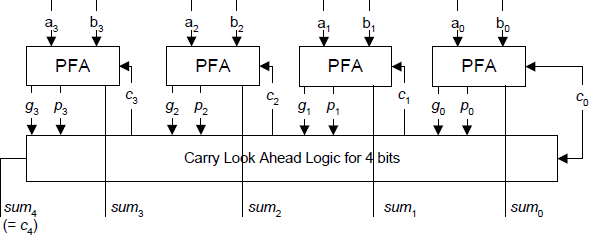 a₃ b₃ a₂ b₂ a₁ b₁ a₀ b₀
PFA PFA PFA PFA
g₃ p₃ c₃ g₂ p₂ c₂ g₁ p₁ c₁ g₀ p₀ c₀
Carry Look Ahead Logic for 4 bits
sum₄ sum₃ sum₂ sum₁ sum₀
(= c₄)